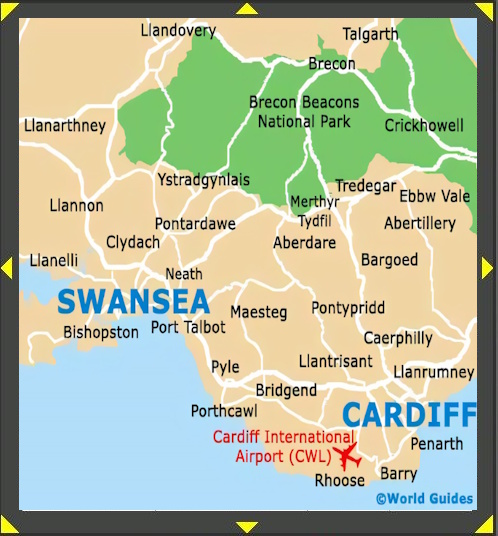 Llandovery
Talgarth
Brecon
Brecon Beacons
National Park
Llanarthney
Crickhowell
Ystradgynlais
Tredegar
Ebbw Vale
Merthyr
Tydfil
Llannon
Pontardawe
Abertillery
Clydach
Aberdare
Llanelli
Bargoed
Neath
SWANSEA
Maesteg
Pontypridd
Bishopston
Port Talbot
Caerphilly
Llantrisant
Pyle
Llanrumney
Bridgend
Porthcawl
CARDIFF
Cardiff International
Airport (CWL)
Penarth
Rhoose
Barry
©World Guides